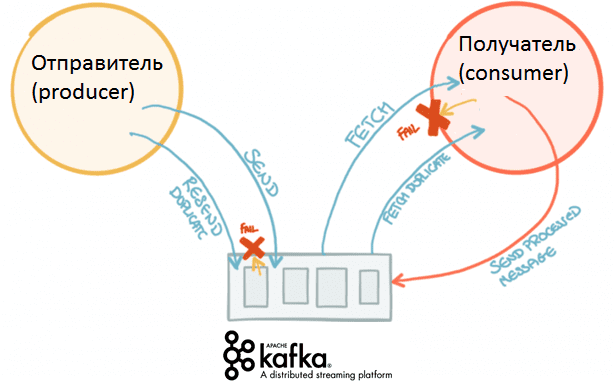 Отправитель
(producer)
Получатель
(consumer)
FETCH
FAIL
SEND
RESEND
DUPLICATE
FAIL
FETCH DUPLICATE
SEND PROCESSED
MESSAGE
APACHE
kafka®
A distributed streaming platform